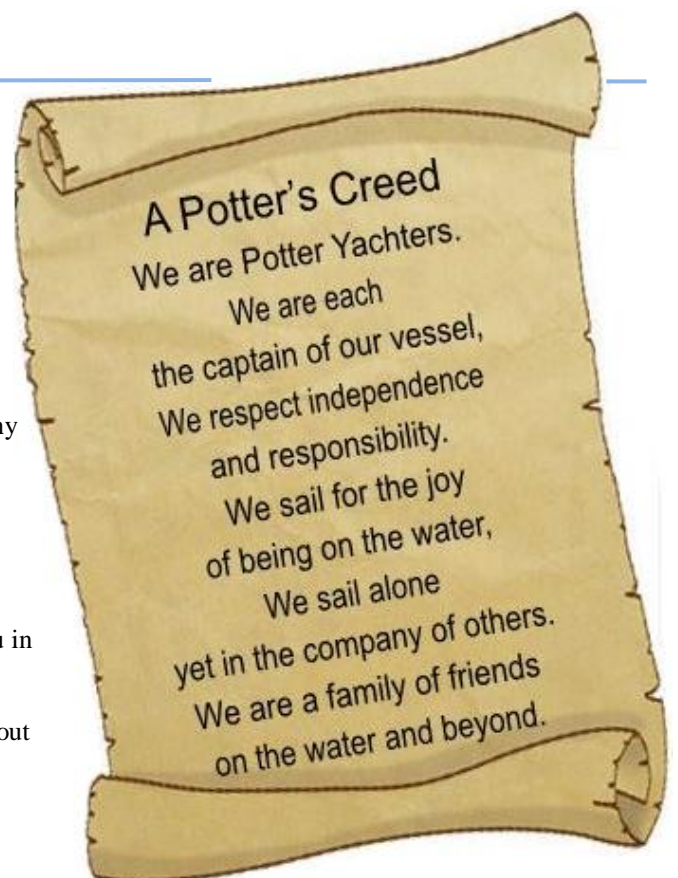 A Potter's Creed
We are Potter Yachters.
We are each
the captain of our vessel,
We respect independence
and responsibility.
We sail for the joy
of being on the water,
We sail alone
yet in the company of others.
We are a family of friends
on the water and beyond.
in